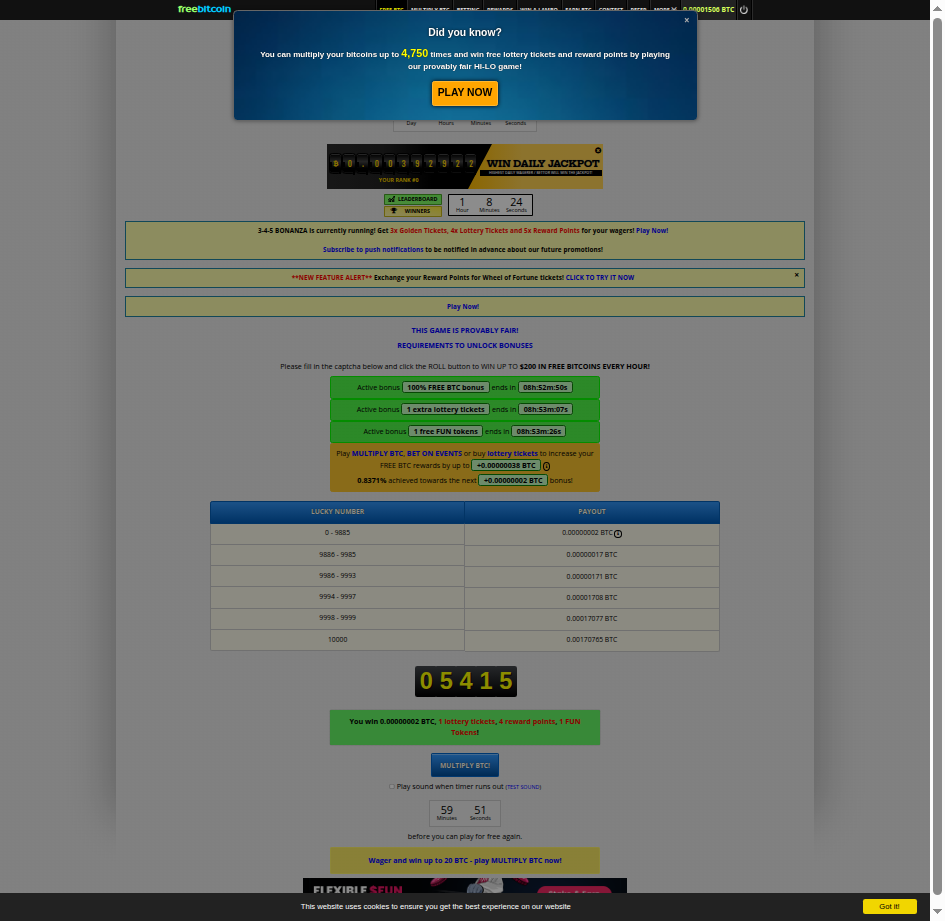 freebitcoin
FREE BTC MULTIPLY BTC BETTING REWARDS WIN A LAMBO EARN BTC CONTEST REFER MORE 0.00001506 BTC
×
Did you know?
You can multiply your bitcoins up to 4,750 times and win free lottery tickets and reward points by playing
our provably fair HI-LO game!
PLAY NOW
Day Hours Minutes Seconds
0.00392922 WIN DAILY JACKPOT
YOUR RANK #0
LEADERBOARD
WINNERS
1 8 24
Hour Minutes Seconds
3-4-5 BONANZA is currently running! Get 3x Golden Tickets, 4x Lottery Tickets and 5x Reward Points for your wagers! Play Now!
Subscribe to push notifications to be notified in advance about our future promotions!
**NEW FEATURE ALERT** Exchange your Reward Points for Wheel of Fortune tickets! CLICK TO TRY IT NOW ×
Play Now!
THIS GAME IS PROVABLY FAIR!
REQUIREMENTS TO UNLOCK BONUSES
Please fill in the captcha below and click the ROLL button to WIN UP TO $200 IN FREE BITCOINS EVERY HOUR!
Active bonus 100% FREE BTC bonus ends in 08h:52m:50s
Active bonus 1 extra lottery tickets ends in 08h:53m:07s
Active bonus 1 free FUN tokens ends in 08h:53m:26s
Play MULTIPLY BTC, BET ON EVENTS or buy lottery tickets to increase your
FREE BTC rewards by up to +0.00000038 BTC
0.8371% achieved towards the next +0.00000002 BTC bonus!
LUCKY NUMBER PAYOUT
0 - 9885 0.00000002 BTC
9886 - 9985 0.00000017 BTC
9986 - 9993 0.00000171 BTC
9994 - 9997 0.00001708 BTC
9998 - 9999 0.00017077 BTC
10000 0.00170765 BTC
05415
You win 0.00000002 BTC, 1 lottery tickets, 4 reward points, 1 FUN
Tokens!
MULTIPLY BTC!
Play sound when timer runs out (TEST SOUND)
59 51
Minutes Seconds
before you can play for free again.
Wager and win up to 20 BTC - play MULTIPLY BTC now!
FLEXIBLE $FUN
This website uses cookies to ensure you get the best experience on our website Got it!